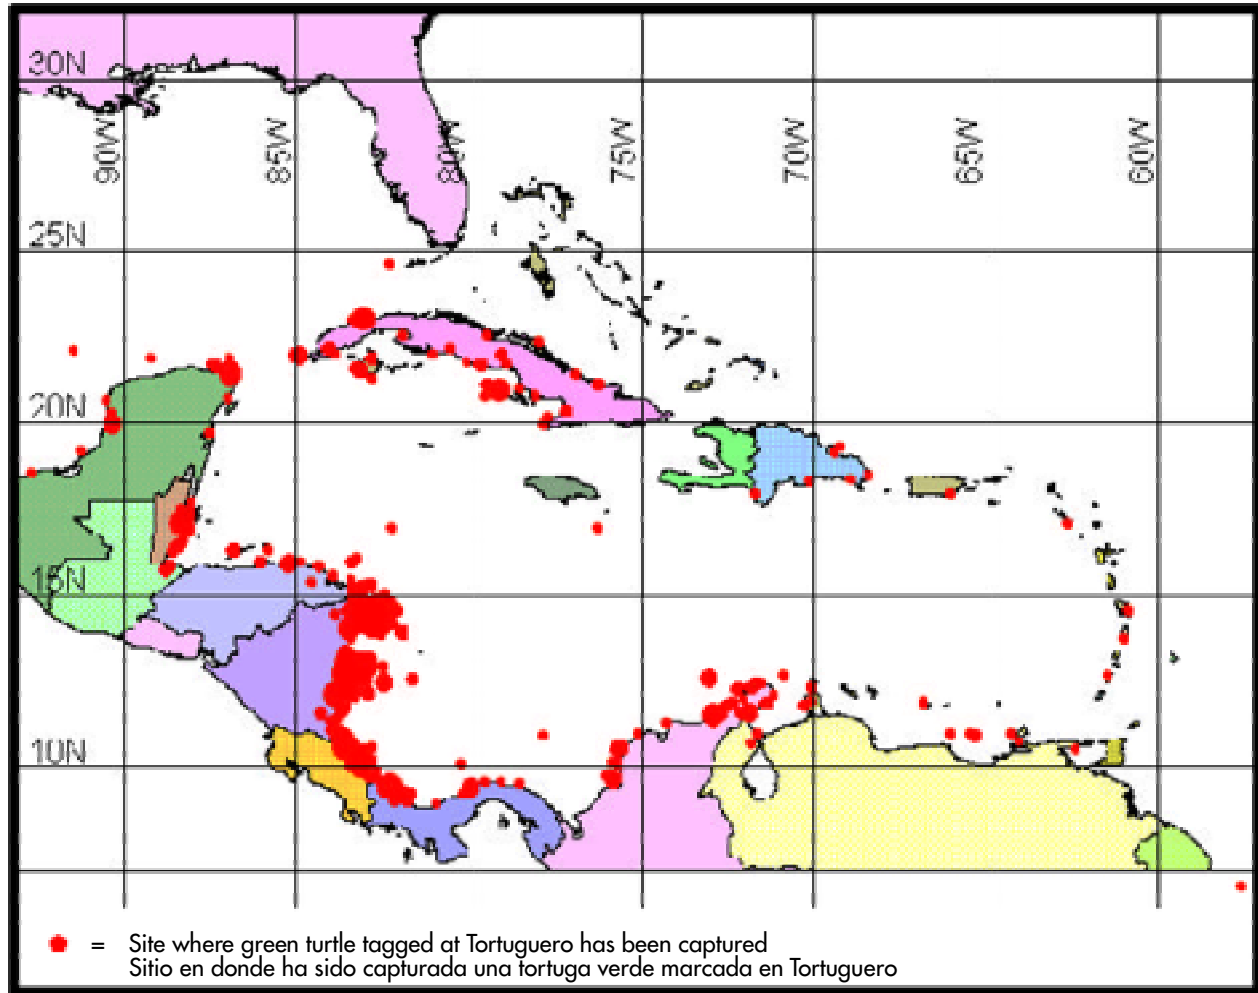 30N
90W
85W
80W
75W
70W
65W
60W
25N
20N
15N
10N
= Site where green turtle tagged at Tortuguero has been captured
Sitio en donde ha sido capturada una tortuga verde marcada en Tortuguero